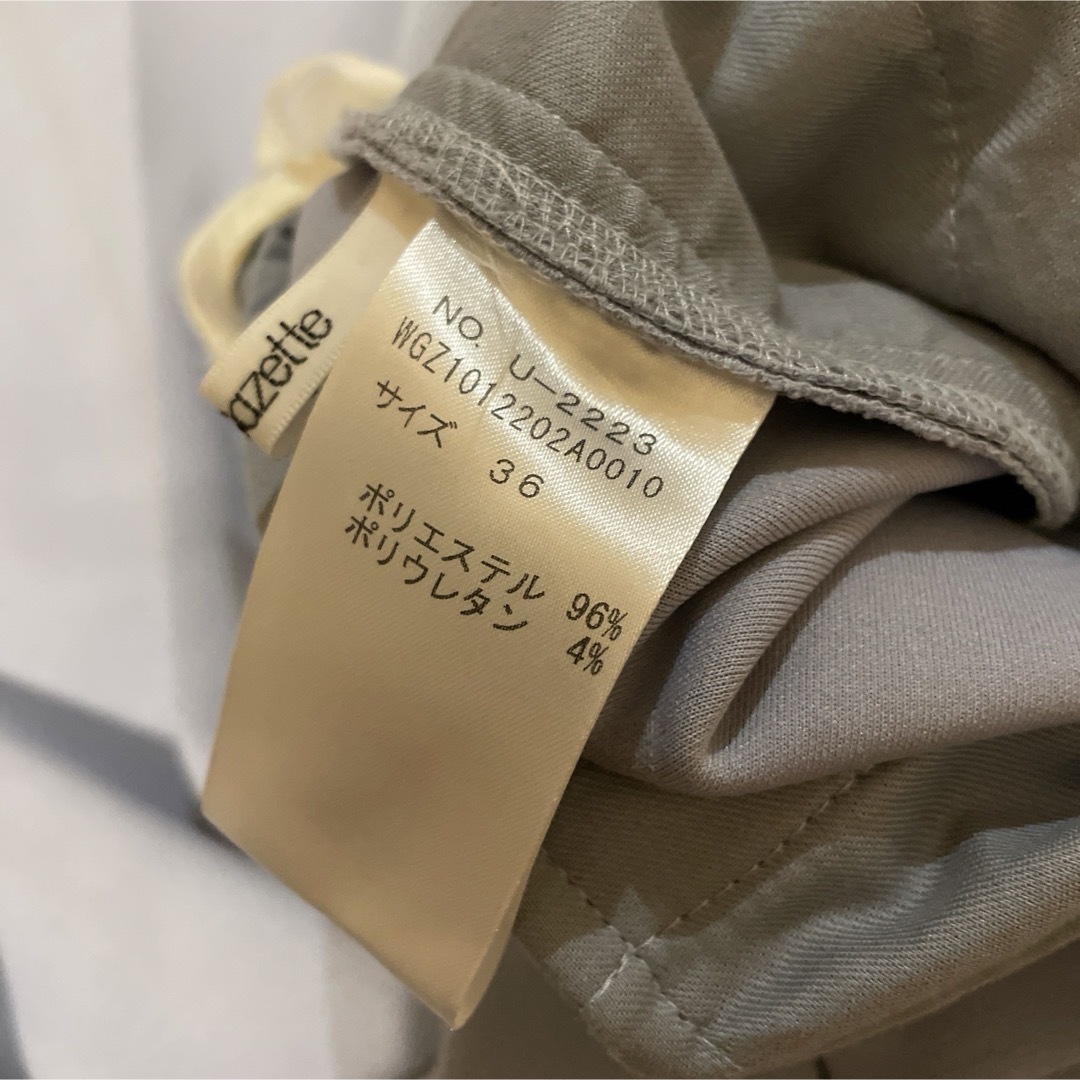 azette
NO. U-2223
WGZ1012202A0010
サイズ 36
ポリエステル 96%
ポリウレタン 4%